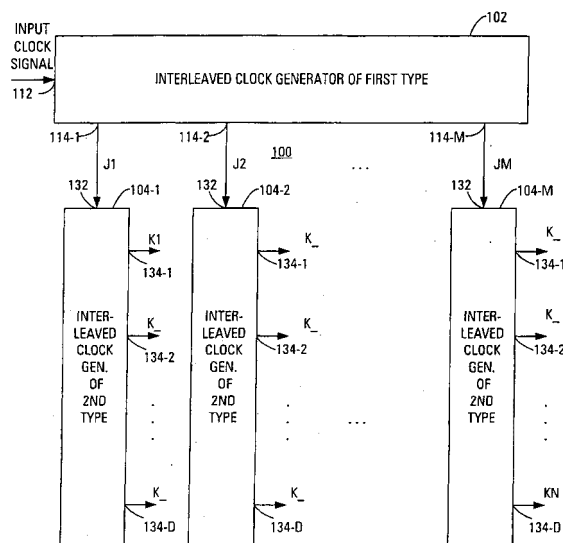 102
INPUT
CLOCK
SIGNAL
112
INTERLEAVED CLOCK GENERATOR OF FIRST TYPE
114-1
114-2
100
...
114-M
J1
J2
JM
132
104-1
132
104-2
132
104-M
K1
134-1
K_
134-1
K_
134-1
K_
134-2
K_
134-2
K_
134-2
INTER-
LEAVED
CLOCK
GEN.
OF
2ND
TYPE
INTER-
LEAVED
CLOCK
GEN.
OF
2ND
TYPE
...
INTER-
LEAVED
CLOCK
GEN.
OF
2ND
TYPE
K_
134-D
K_
134-D
KN
134-D